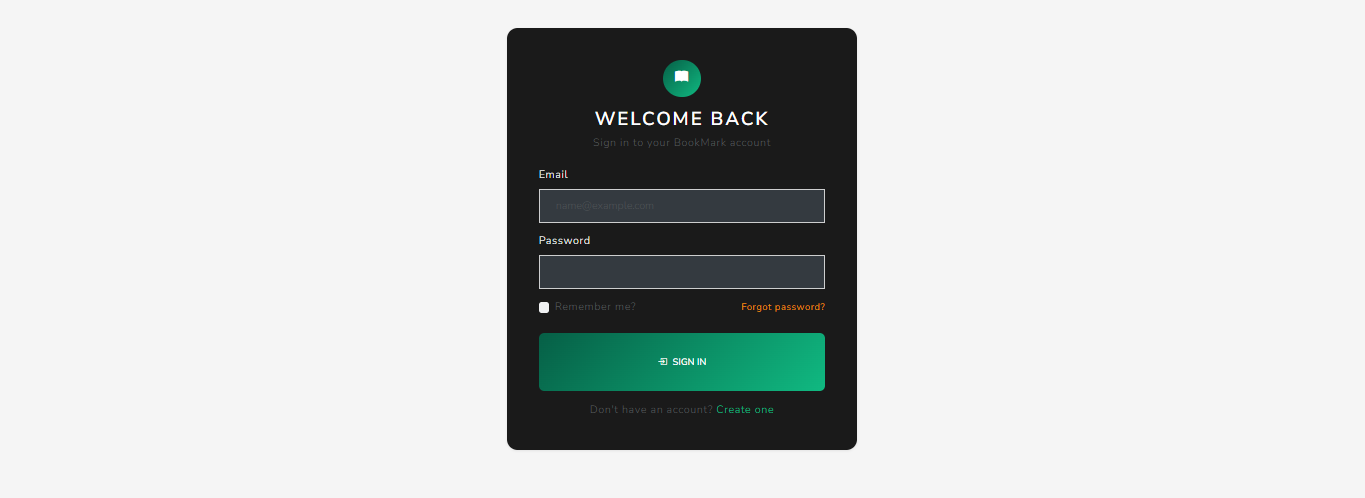 WELCOME BACK
Sign in to your BookMark account
Email
name@example.com
Password
Remember me? Forgot password?
SIGN IN
Don't have an account? Create one